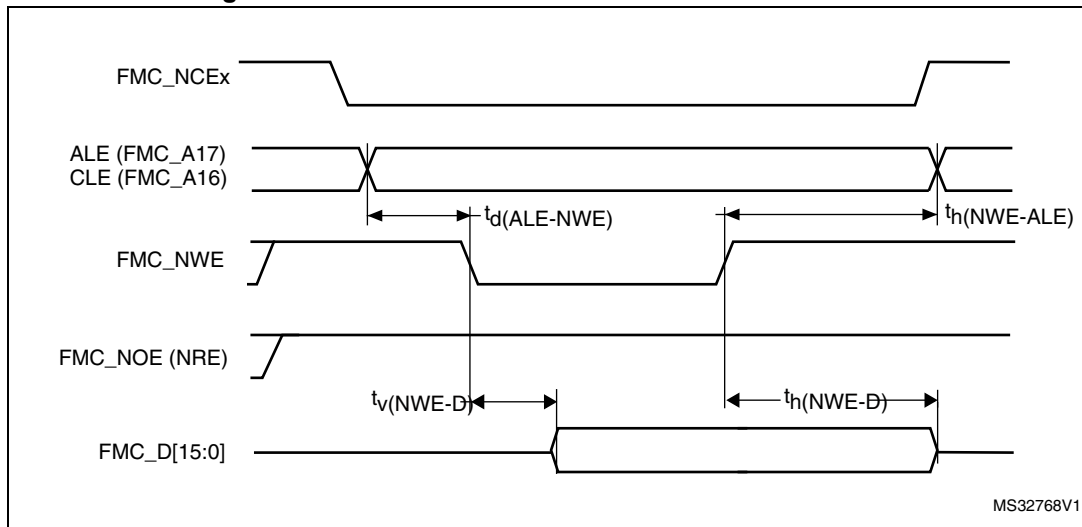 FMC_NCEx
ALE (FMC_A17)
CLE (FMC_A16)
td(ALE-NWE)
th(NWE-ALE)
FMC_NWE
FMC_NOE (NRE)
tv(NWE-D)
th(NWE-D)
FMC_D[15:0]
MS32768V1